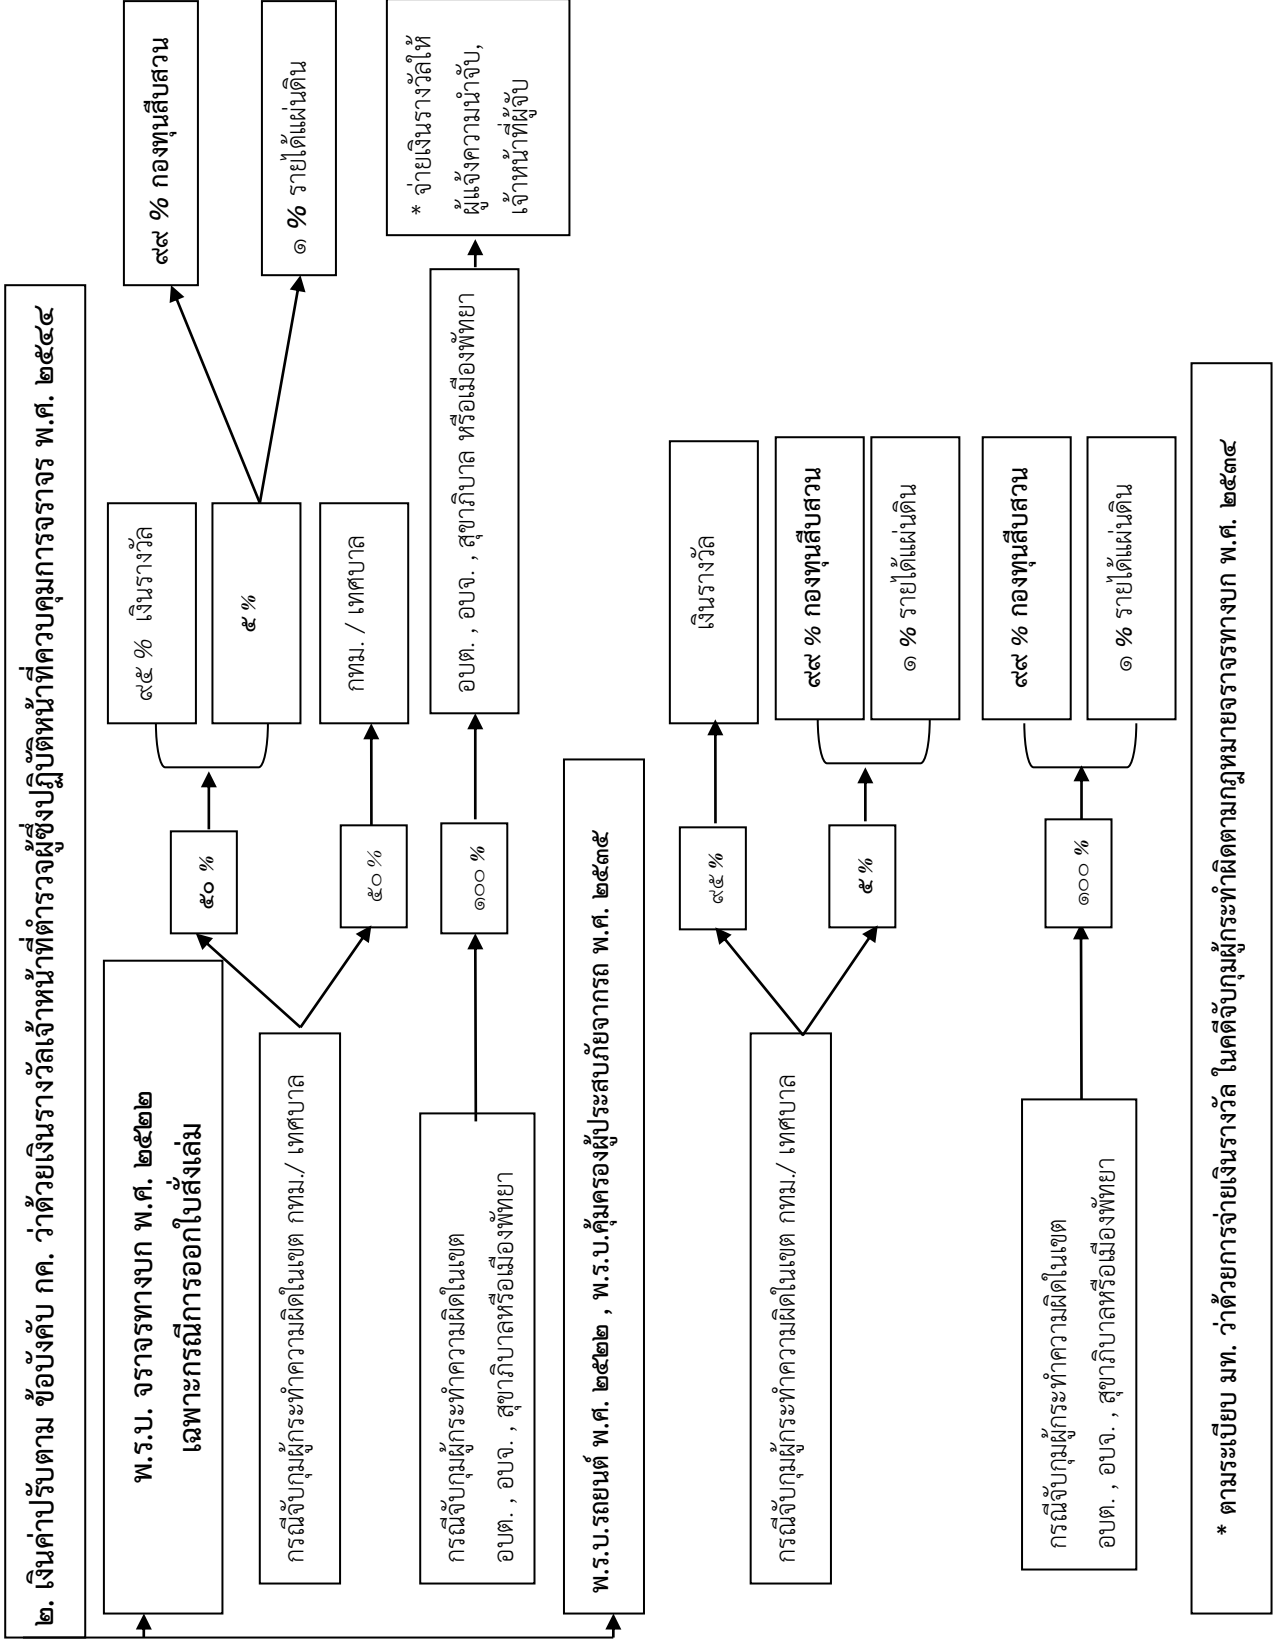 ๒. เงินค่าปรับตาม ข้อบังคับ กค. ว่าด้วยเงินรางวัลเจ้าหน้าที่ตำรวจผู้ซึ่งปฏิบัติหน้าที่ควบคุมการจราจร พ.ศ. ๒๕๔๔
พ.ร.บ. จราจรทางบก พ.ศ. ๒๕๒๒
เฉพาะกรณีการออกใบสั่งเล่ม
กรณีจับกุมผู้กระทำความผิดในเขต กทม./ เทศบาล
๕๐ %
๙๕ % เงินรางวัล
๕ %
๙๙ % กองทุนสืบสวน
๑ % รายได้แผ่นดิน
๕๐ %
กทม. / เทศบาล
กรณีจับกุมผู้กระทำความผิดในเขต
อบต. , อบจ. , สุขาภิบาลหรือเมืองพัทยา
๑๐๐ %
อบต. , อบจ. , สุขาภิบาล หรือเมืองพัทยา
* จ่ายเงินรางวัลให้
ผู้แจ้งความนำจับ,
เจ้าหน้าที่ผู้จับ
พ.ร.บ.รถยนต์ พ.ศ. ๒๕๒๒ , พ.ร.บ.คุ้มครองผู้ประสบภัยจากรถ พ.ศ. ๒๕๓๕
กรณีจับกุมผู้กระทำความผิดในเขต กทม./ เทศบาล
๙๕ %
เงินรางวัล
๕ %
๙๙ % กองทุนสืบสวน
๑ % รายได้แผ่นดิน
กรณีจับกุมผู้กระทำความผิดในเขต
อบต. , อบจ. , สุขาภิบาลหรือเมืองพัทยา
๑๐๐ %
๙๙ % กองทุนสืบสวน
๑ % รายได้แผ่นดิน
* ตามระเบียบ มท. ว่าด้วยการจ่ายเงินรางวัล ในคดีจับกุมผู้กระทำผิดตามกฎหมายจราจรทางบก พ.ศ. ๒๕๓๔